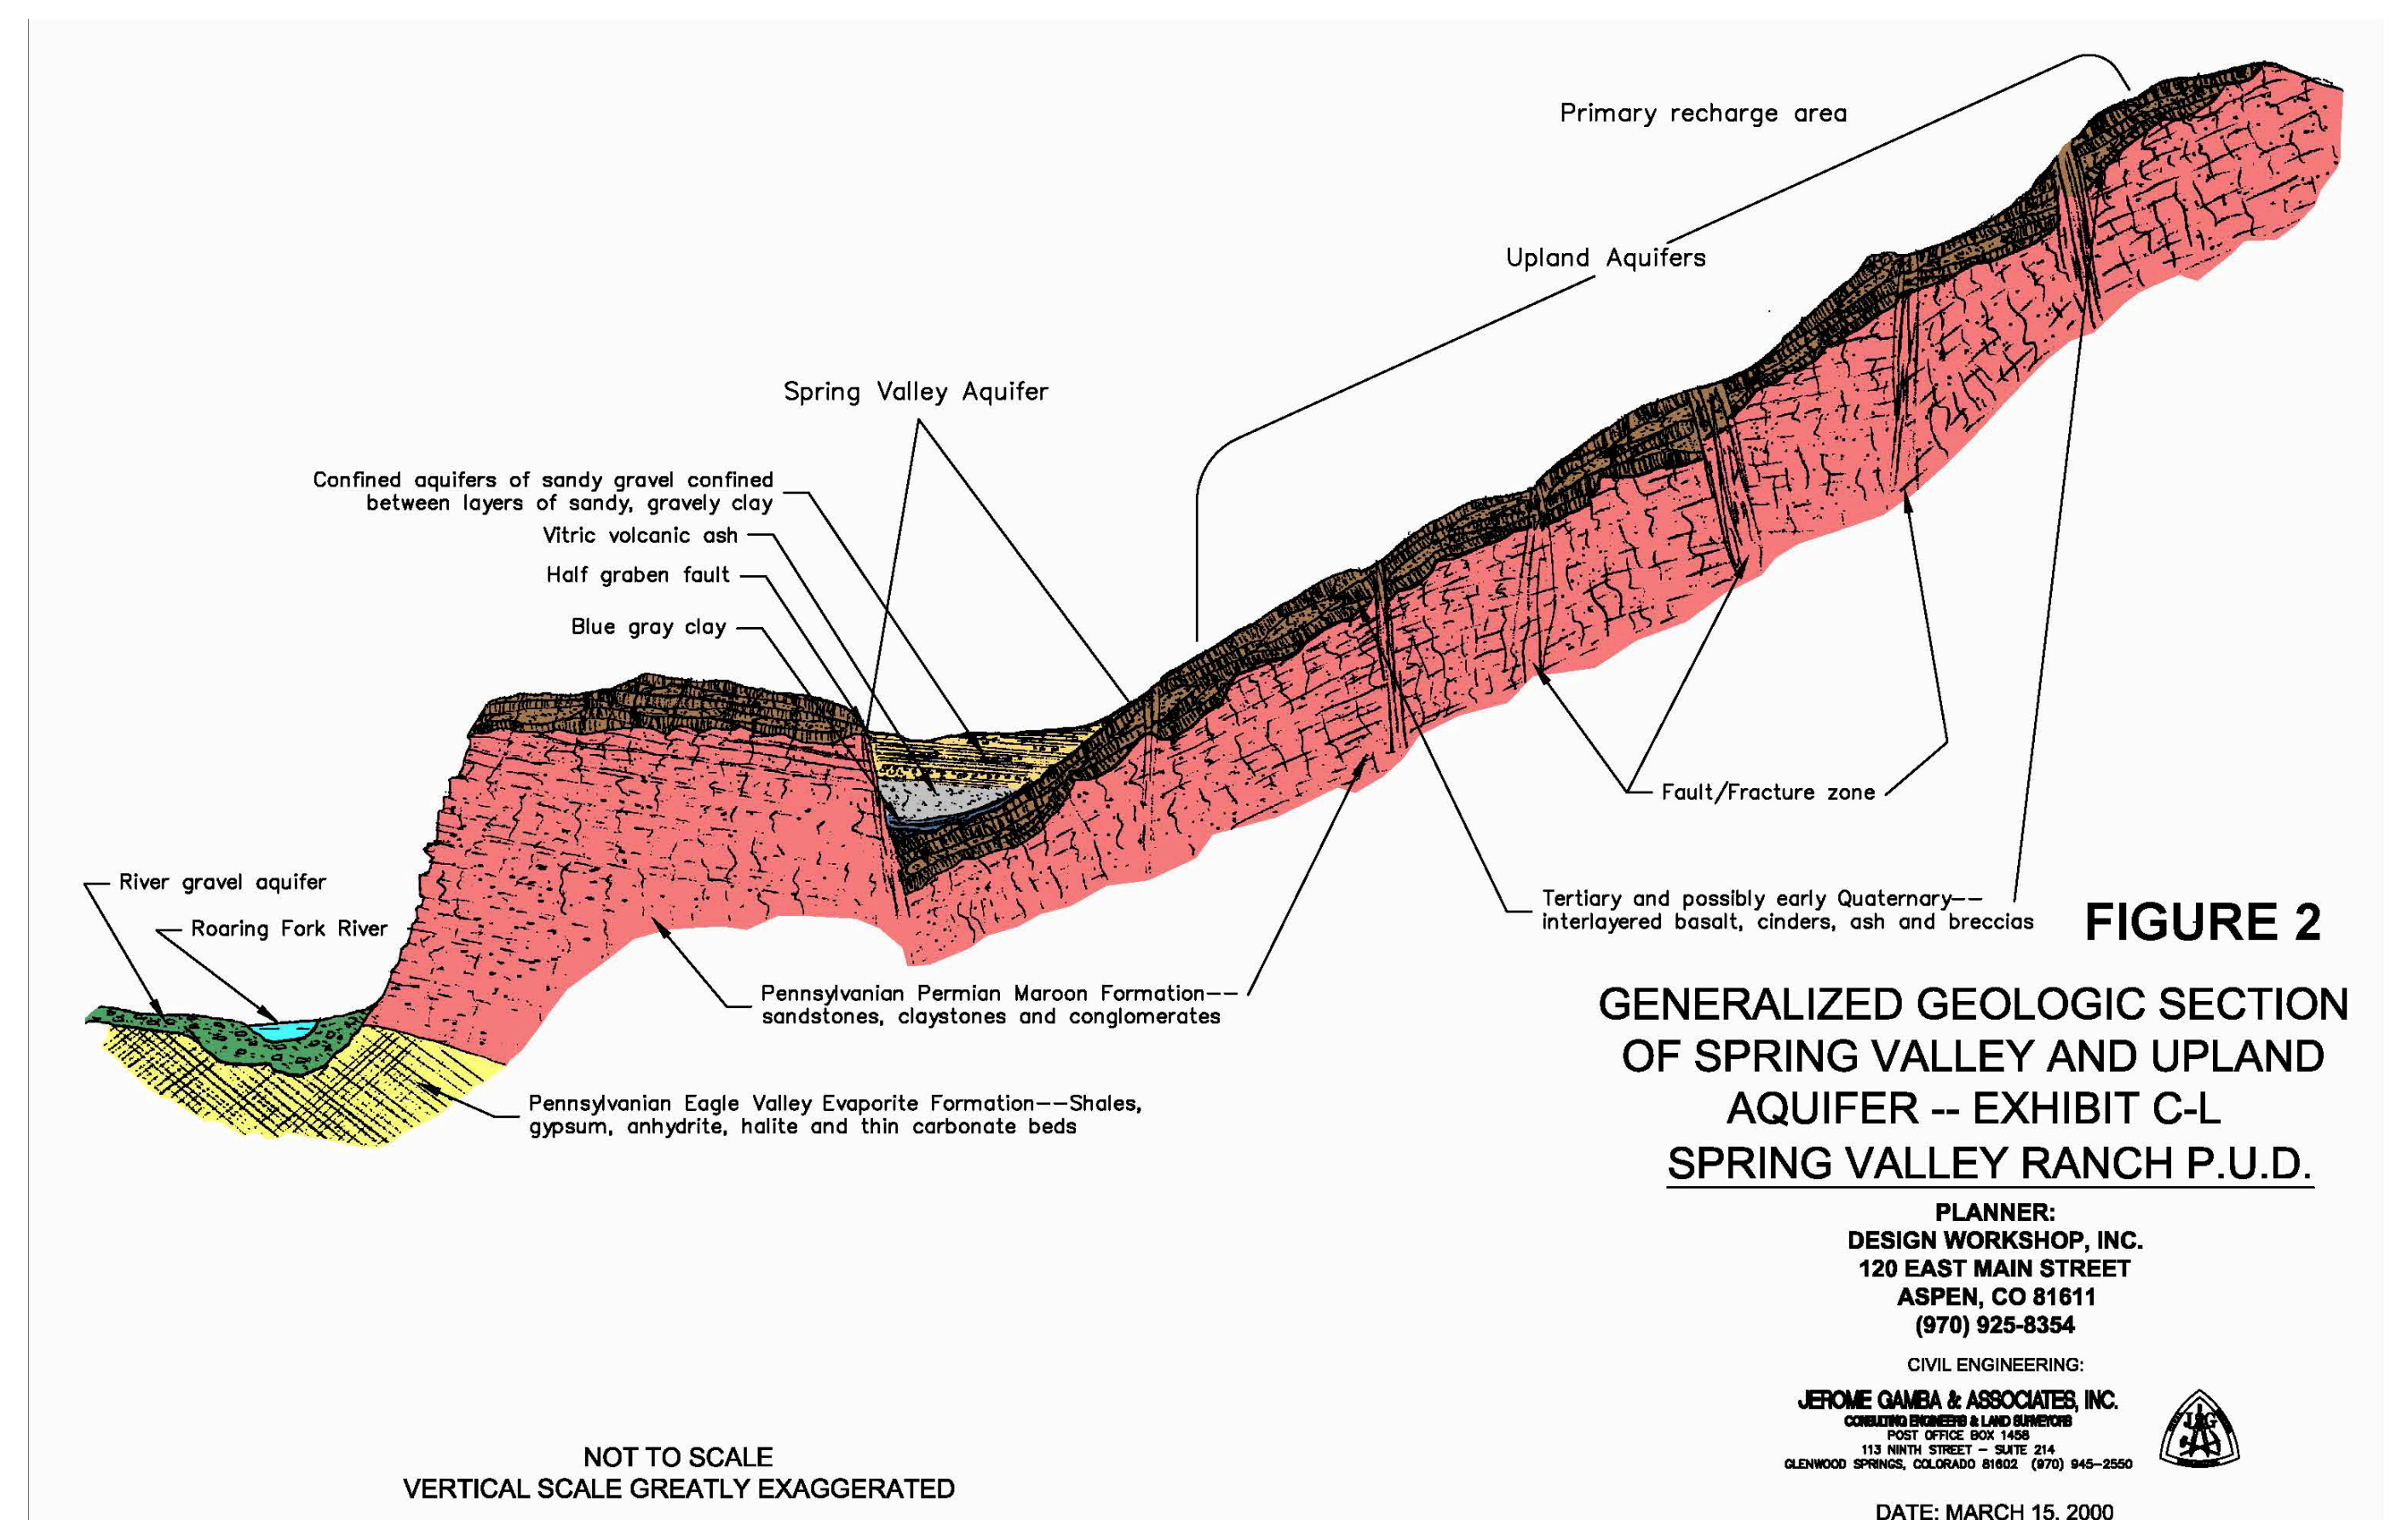 Primary recharge area
Upland Aquifers
Spring Valley Aquifer
Confined aquifers of sandy gravel confined
between layers of sandy, gravely clay
Vitric volcanic ash
Half graben fault
Blue gray clay
River gravel aquifer
Roaring Fork River
Fault/Fracture zone
Tertiary and possibly early Quaternary--
interlayered basalt, cinders, ash and breccias
Pennsylvanian Permian Maroon Formation--
sandstones, claystones and conglomerates
Pennsylvanian Eagle Valley Evaporite Formation--Shales,
gypsum, anhydrite, halite and thin carbonate beds
FIGURE 2
GENERALIZED GEOLOGIC SECTION
OF SPRING VALLEY AND UPLAND
AQUIFER -- EXHIBIT C-L
SPRING VALLEY RANCH P.U.D.
PLANNER:
DESIGN WORKSHOP, INC.
120 EAST MAIN STREET
ASPEN, CO 81611
(970) 925-8354
CIVIL ENGINEERING:
JEROME GAMBA & ASSOCIATES, INC.
CONSULTING ENGINEERS & LAND SURVEYORS
POST OFFICE BOX 1458
113 NINTH STREET - SUITE 214
GLENWOOD SPRINGS, COLORADO 81602 (970) 945-2550
DATE: MARCH 15, 2000
NOT TO SCALE
VERTICAL SCALE GREATLY EXAGGERATED